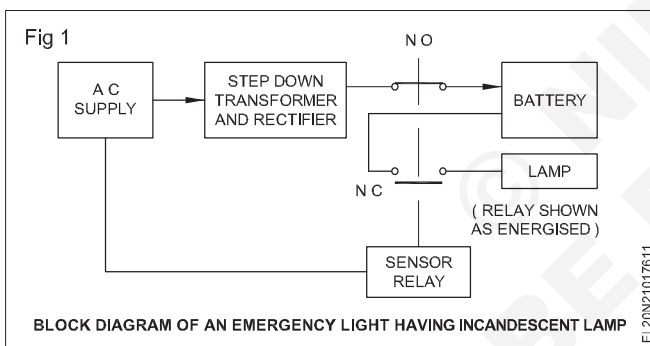 Fig 1
N O
A C
SUPPLY
STEP DOWN
TRANSFORMER
AND RECTIFIER
BATTERY
N C
LAMP
( RELAY SHOWN
AS ENERGISED )
SENSOR
RELAY
BLOCK DIAGRAM OF AN EMERGENCY LIGHT HAVING INCANDESCENT LAMP
EL20N21017611